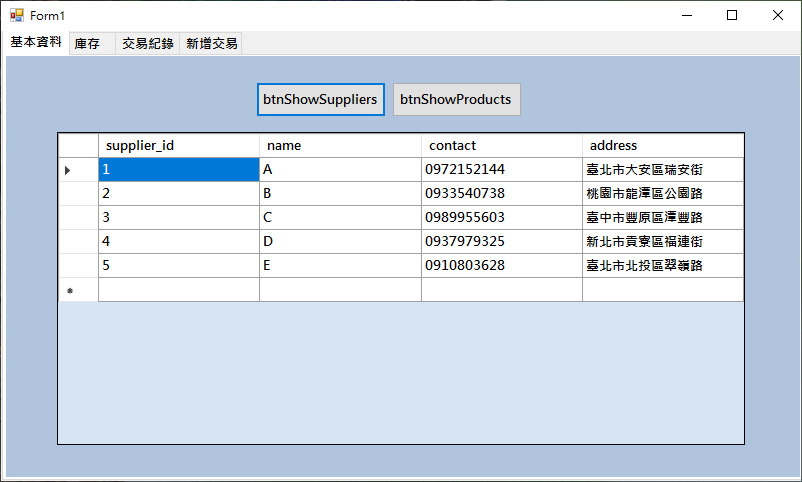 Form1
基本資料 庫存 交易紀錄 新增交易
btnShowSuppliers btnShowProducts
supplier_id name contact address
1 A 0972152144 臺北市大安區瑞安街
2 B 0933540738 桃園市龍潭區公園路
3 C 0989955603 臺中市豐原區潭豐路
4 D 0937979325 新北市貢寮區福連街
5 E 0910803628 臺北市北投區翠嶺路